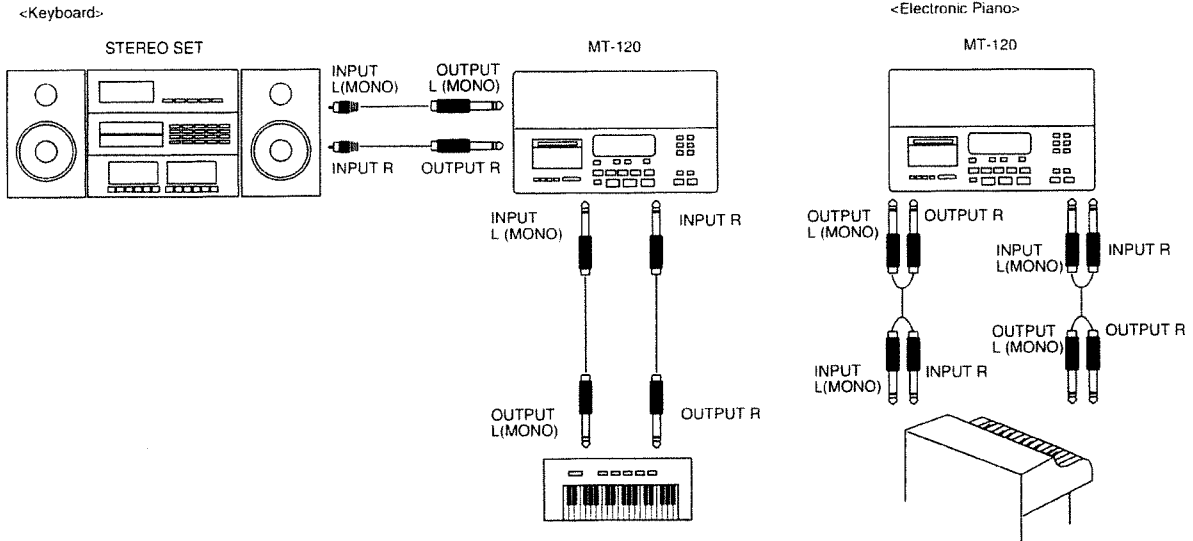 <Keyboard>
STEREO SET
INPUT
L(MONO)
OUTPUT
L (MONO)
INPUT R
OUTPUT R
MT-120
INPUT
L (MONO)
INPUT R
OUTPUT
L(MONO)
OUTPUT R
<Electronic Piano>
MT-120
OUTPUT
L (MONO)
OUTPUT R
INPUT
L(MONO)
INPUT R
INPUT
L(MONO)
INPUT R
OUTPUT
L (MONO)
OUTPUT R